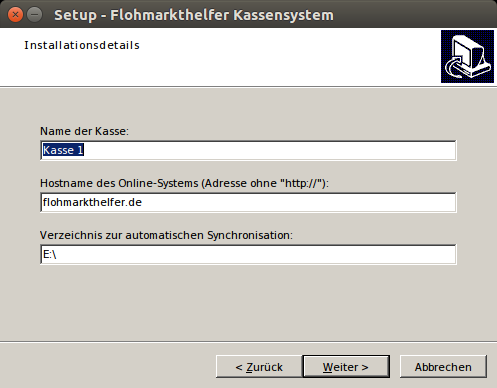 Setup - Flohmarkthelfer Kassensystem
Installationsdetails
Name der Kasse:
Kasse 1
Hostname des Online-Systems (Adresse ohne "http://"):
flohmarkthelfer.de
Verzeichnis zur automatischen Synchronisation:
E:\
< Zurück Weiter > Abbrechen